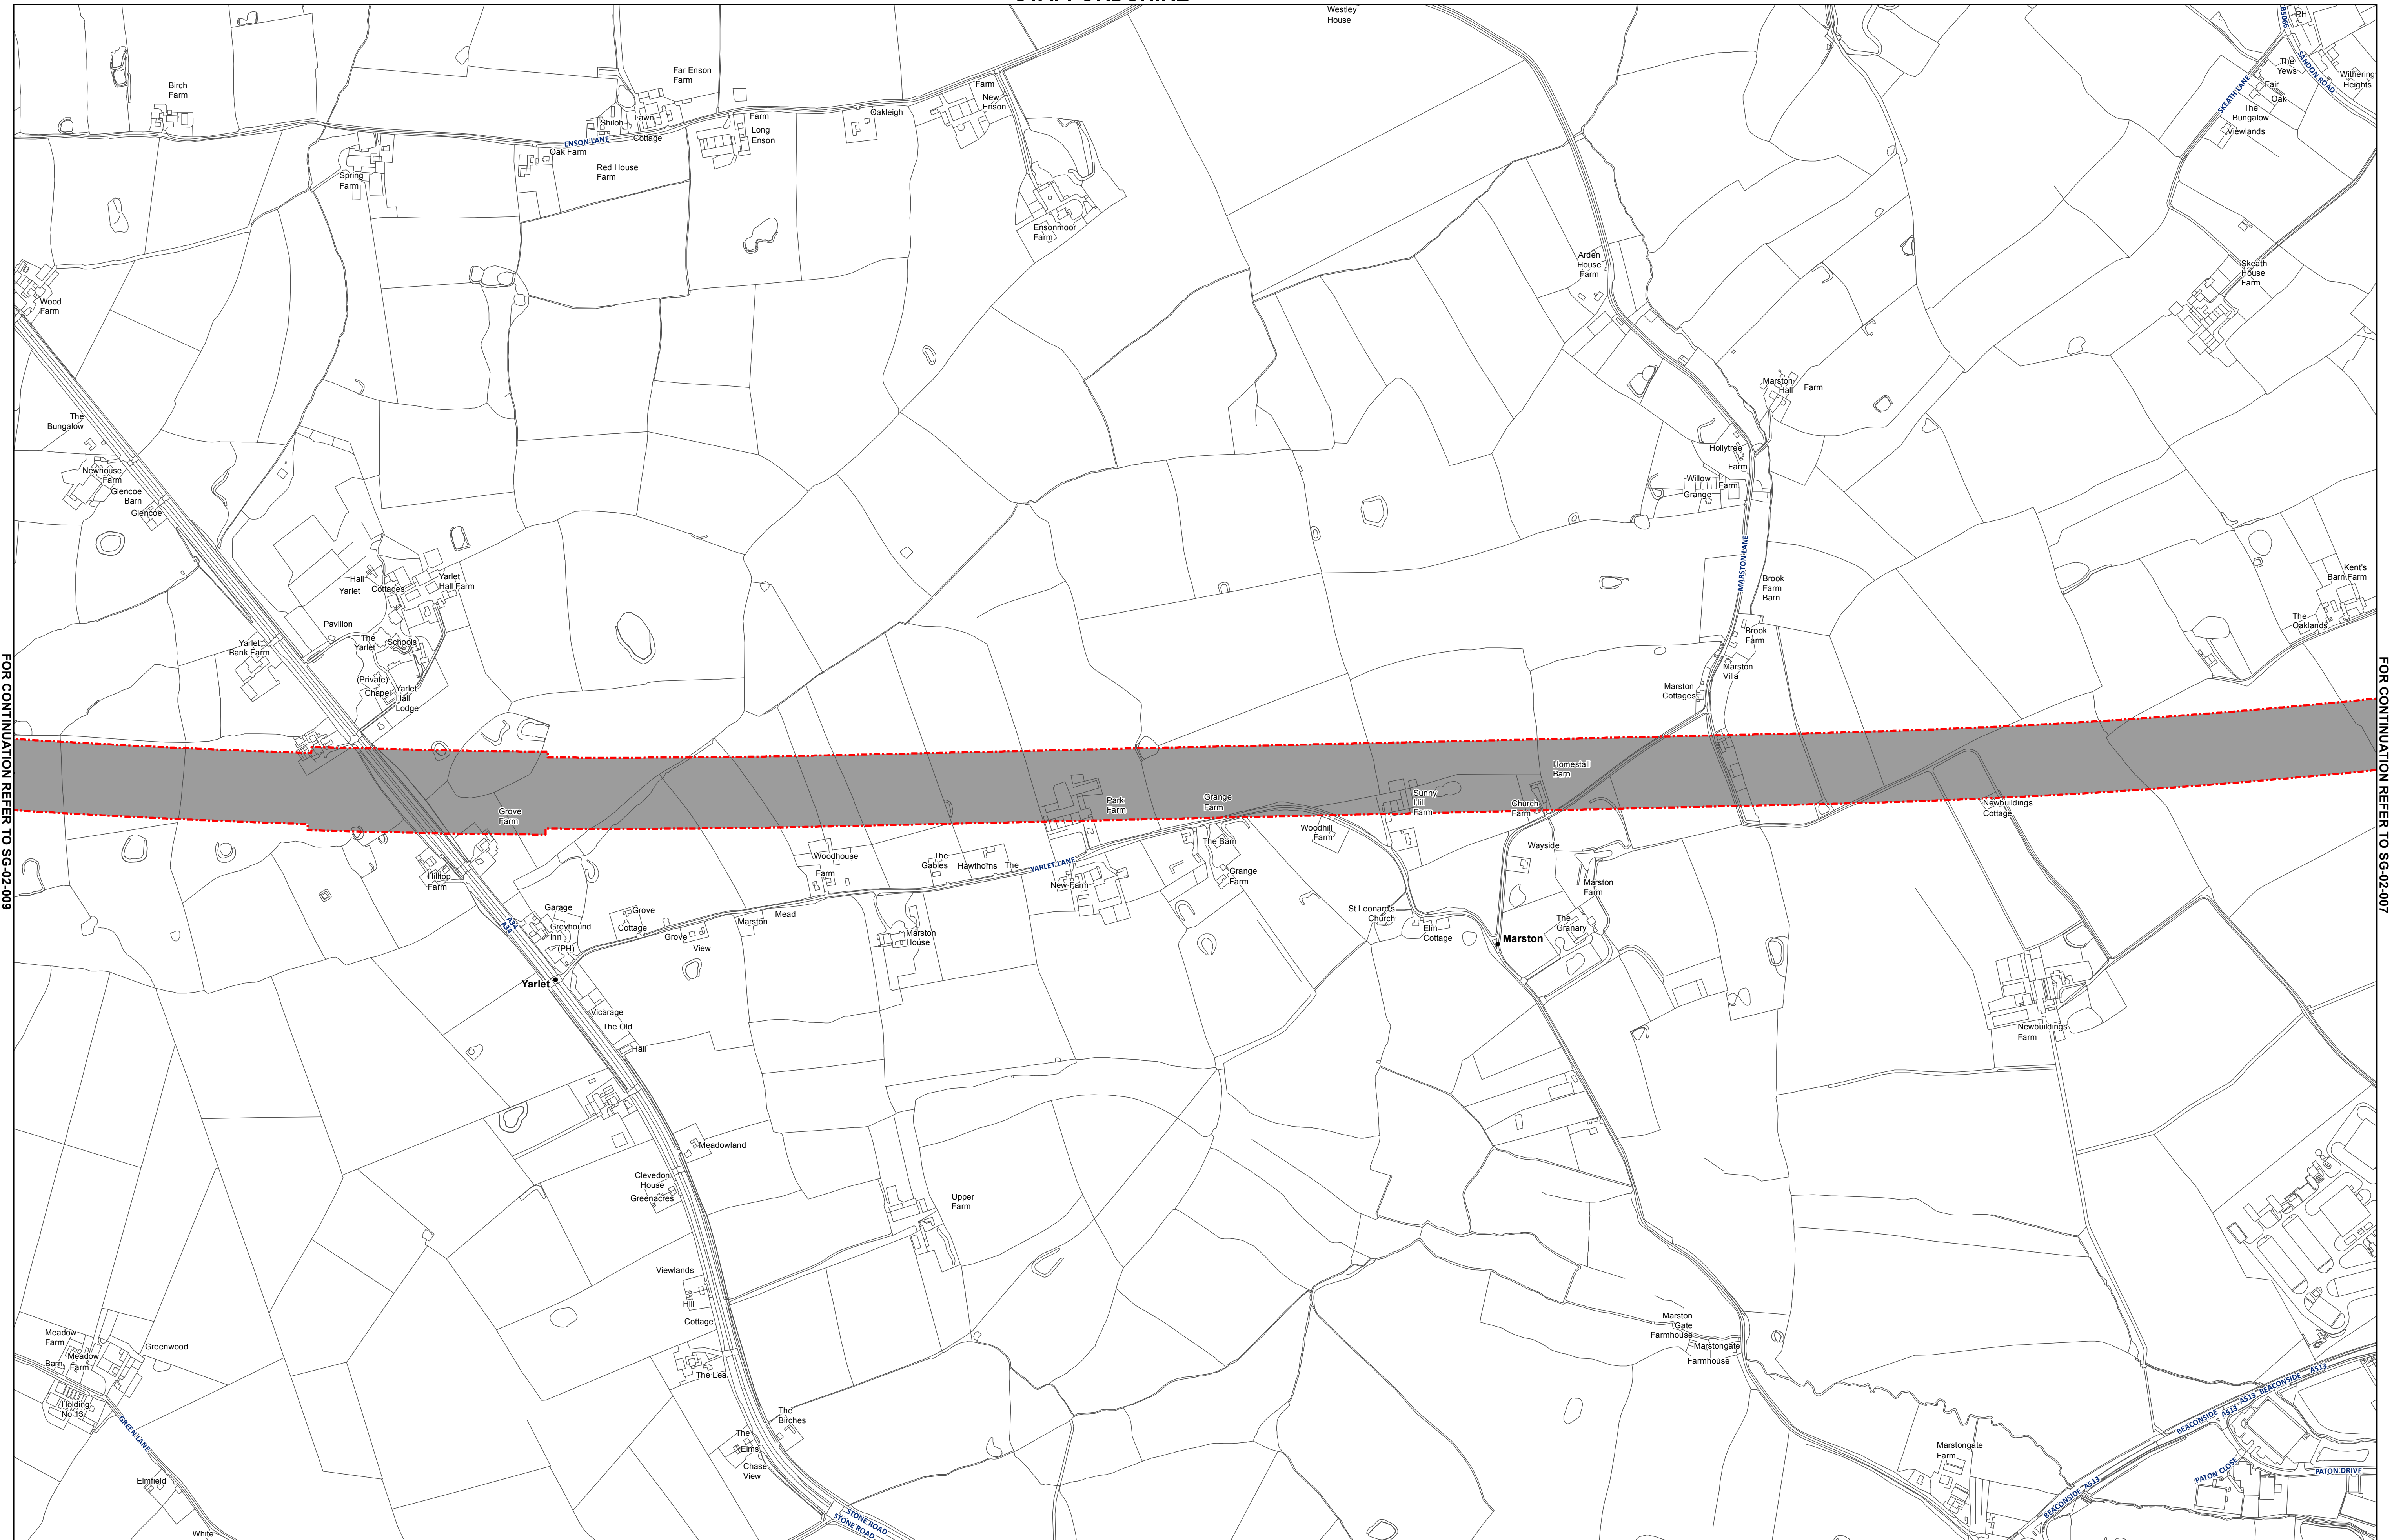 Westley
House
B5066
PH
SANDON ROAD
The
Yews
Withering
Heights
SKEATH LANE
Fair
Oak
The
Bungalow
Viewlands
Birch
Farm
Far Enson
Farm
Shiloh
Lawn
Cottage
ENSON LANE
Oak Farm
Farm
Long
Enson
Oakleigh
Farm
New
Enson
Red House
Farm
Spring
Farm
Ensonmoor
Farm
Arden
House
Farm
Skeath
House
Farm
Wood
Farm
Marston
Hall
Farm
The
Bungalow
Newhouse
Farm
Glencoe
Barn
Glencoe
Hollytree
Farm
Willow
Grange
Farm
MARSTON LANE
Hall
Yarlet
Cottages
Yarlet
Hall Farm
Brook
Farm
Barn
Kent's
Barn Farm
The
Oaklands
Pavilion
The
Yarlet
Schools
Yarlet
Bank Farm
(Private)
Chapel
Yarlet
Hall
Lodge
Brook
Farm
Marston
Villa
Marston
Cottages
FOR CONTINUATION REFER TO SG-02-009
FOR CONTINUATION REFER TO SG-02-007
Homestall
Barn
Grove
Farm
Park
Farm
Grange
Farm
Sunny
Hill
Farm
Church
Farm
Newbuildings
Cottage
Woodhill
Farm
The Barn
Wayside
Hilltop
Farm
Woodhouse
Farm
The
Gables
Hawthorns
The
YARLET LANE
New Farm
Grange
Farm
Marston
Farm
A34
A34
Garage
Greyhound
Inn
(PH)
Grove
Cottage
Grove
View
Marston
Mead
Marston
House
St Leonard's
Church
Elm
Cottage
The
Granary
Marston
Yarlet
Vicarage
The Old
Hall
Newbuildings
Farm
Meadowland
Clevedon
House
Greenacres
Upper
Farm
Viewlands
Hill
Cottage
Marston
Gate
Farmhouse
Marstongate
Farmhouse
Meadow
Farm
Barn
Meadow
Farm
Greenwood
Holding
No 13
The Lea
GREEN LANE
The
Birches
The
Elms
Chase
View
Elmfield
White
STONE ROAD
STONE ROAD
Marstongate
Farm
BEACONSIDE
A513
A513
BEACONSIDE
A513
BEACONSIDE
A513
PATON CLOSE
PATON DRIVE